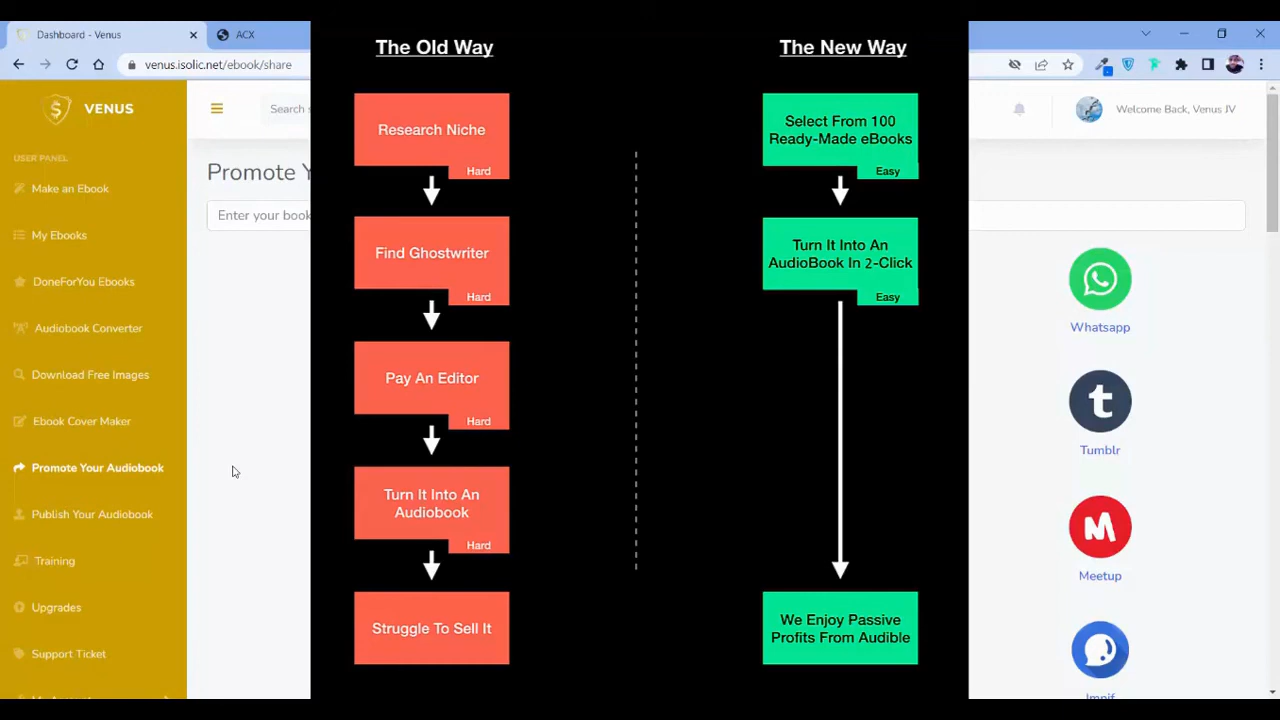 Dashboard - Venus
ACX
venus.isolic.net/ebook/share
VENUS
Search
Welcome Back, Venus JV
USER PANEL
Make an Ebook
My Ebooks
DoneForYou Ebooks
Audiobook Converter
Download Free Images
Ebook Cover Maker
Promote Your Audiobook
Publish Your Audiobook
Training
Upgrades
Support Ticket
Promote Y
Enter your book
The Old Way
Research Niche
Hard
Find Ghostwriter
Hard
Pay An Editor
Hard
Turn It Into An
Audiobook
Hard
Struggle To Sell It
The New Way
Select From 100
Ready-Made eBooks
Easy
Turn It Into An
AudioBook In 2-Click
Easy
We Enjoy Passive
Profits From Audible
Whatsapp
Tumblr
Meetup